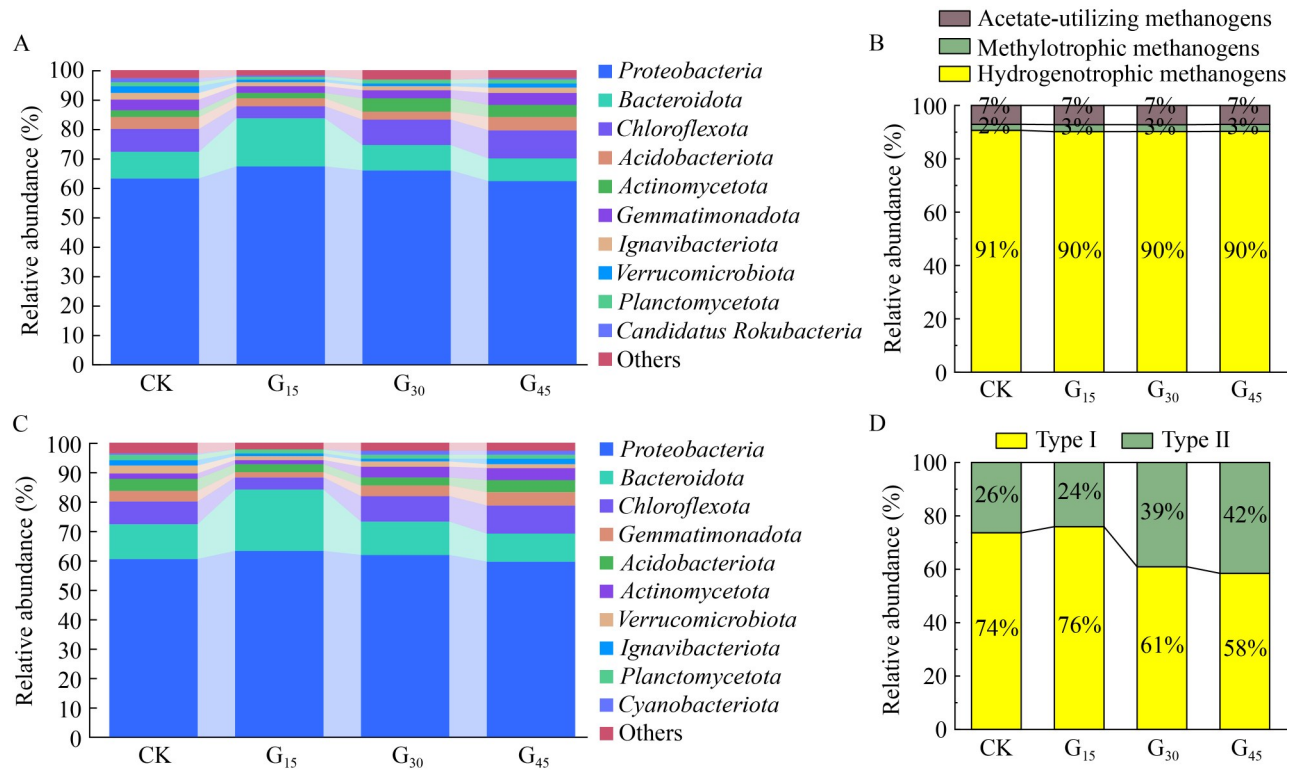 A
Relative abundance (%)
100
90
80
70
60
50
40
30
20
10
0
CK
G₁₅
G₃₀
G₄₅
Proteobacteria
Bacteroidota
Chloroflexota
Acidobacteriota
Actinomycetota
Gemmatimonadota
Ignavibacteriota
Verrucomicrobiota
Planctomycetota
Candidatus Rokubacteria
Others
B
Acetate-utilizing methanogens
Methylotrophic methanogens
Hydrogenotrophic methanogens
Relative abundance (%)
100
80
60
40
20
0
7%
7%
7%
7%
2%
3%
3%
3%
91%
90%
90%
90%
CK
G₁₅
G₃₀
G₄₅
C
Relative abundance (%)
100
90
80
70
60
50
40
30
20
10
0
CK
G₁₅
G₃₀
G₄₅
Proteobacteria
Bacteroidota
Chloroflexota
Gemmatimonadota
Acidobacteriota
Actinomycetota
Verrucomicrobiota
Ignavibacteriota
Planctomycetota
Cyanobacteriota
Others
D
Type I
Type II
Relative abundance (%)
100
80
60
40
20
0
26%
24%
39%
42%
74%
76%
61%
58%
CK
G₁₅
G₃₀
G₄₅